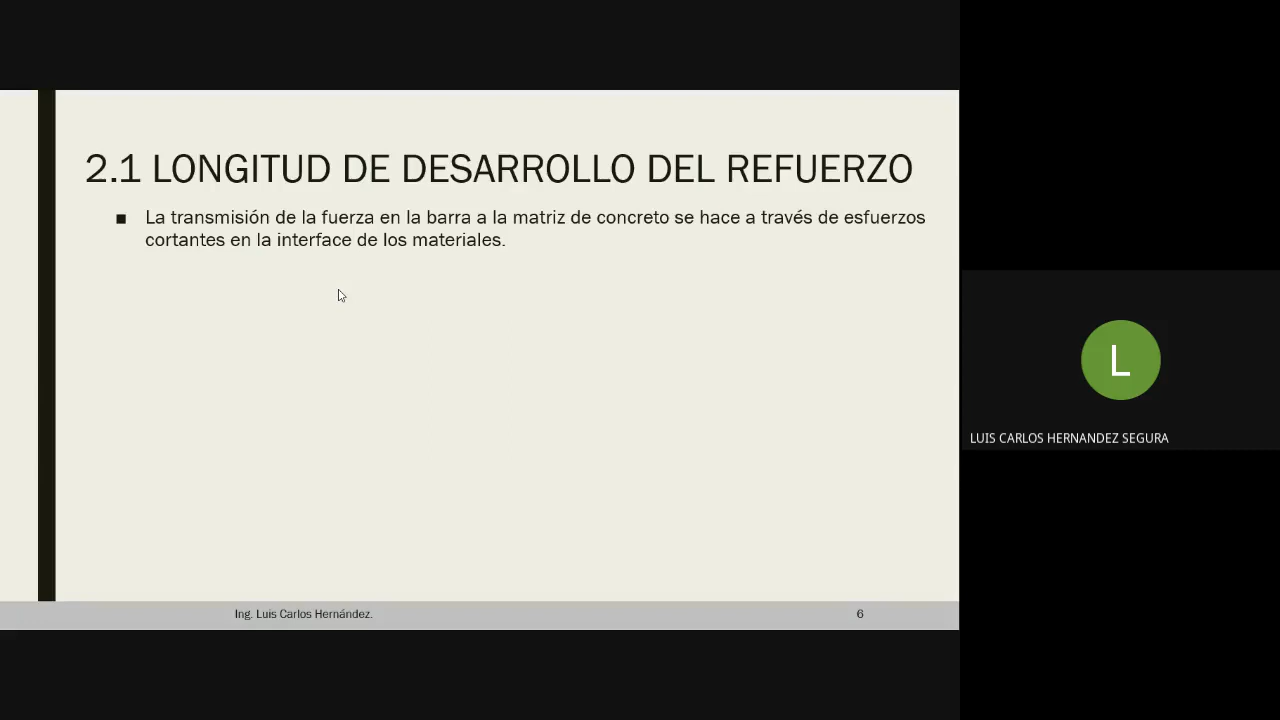 2.1 LONGITUD DE DESARROLLO DEL REFUERZO
■ La transmisión de la fuerza en la barra a la matriz de concreto se hace a través de esfuerzos
cortantes en la interface de los materiales.
L
LUIS CARLOS HERNANDEZ SEGURA
Ing. Luis Carlos Hernández.
6